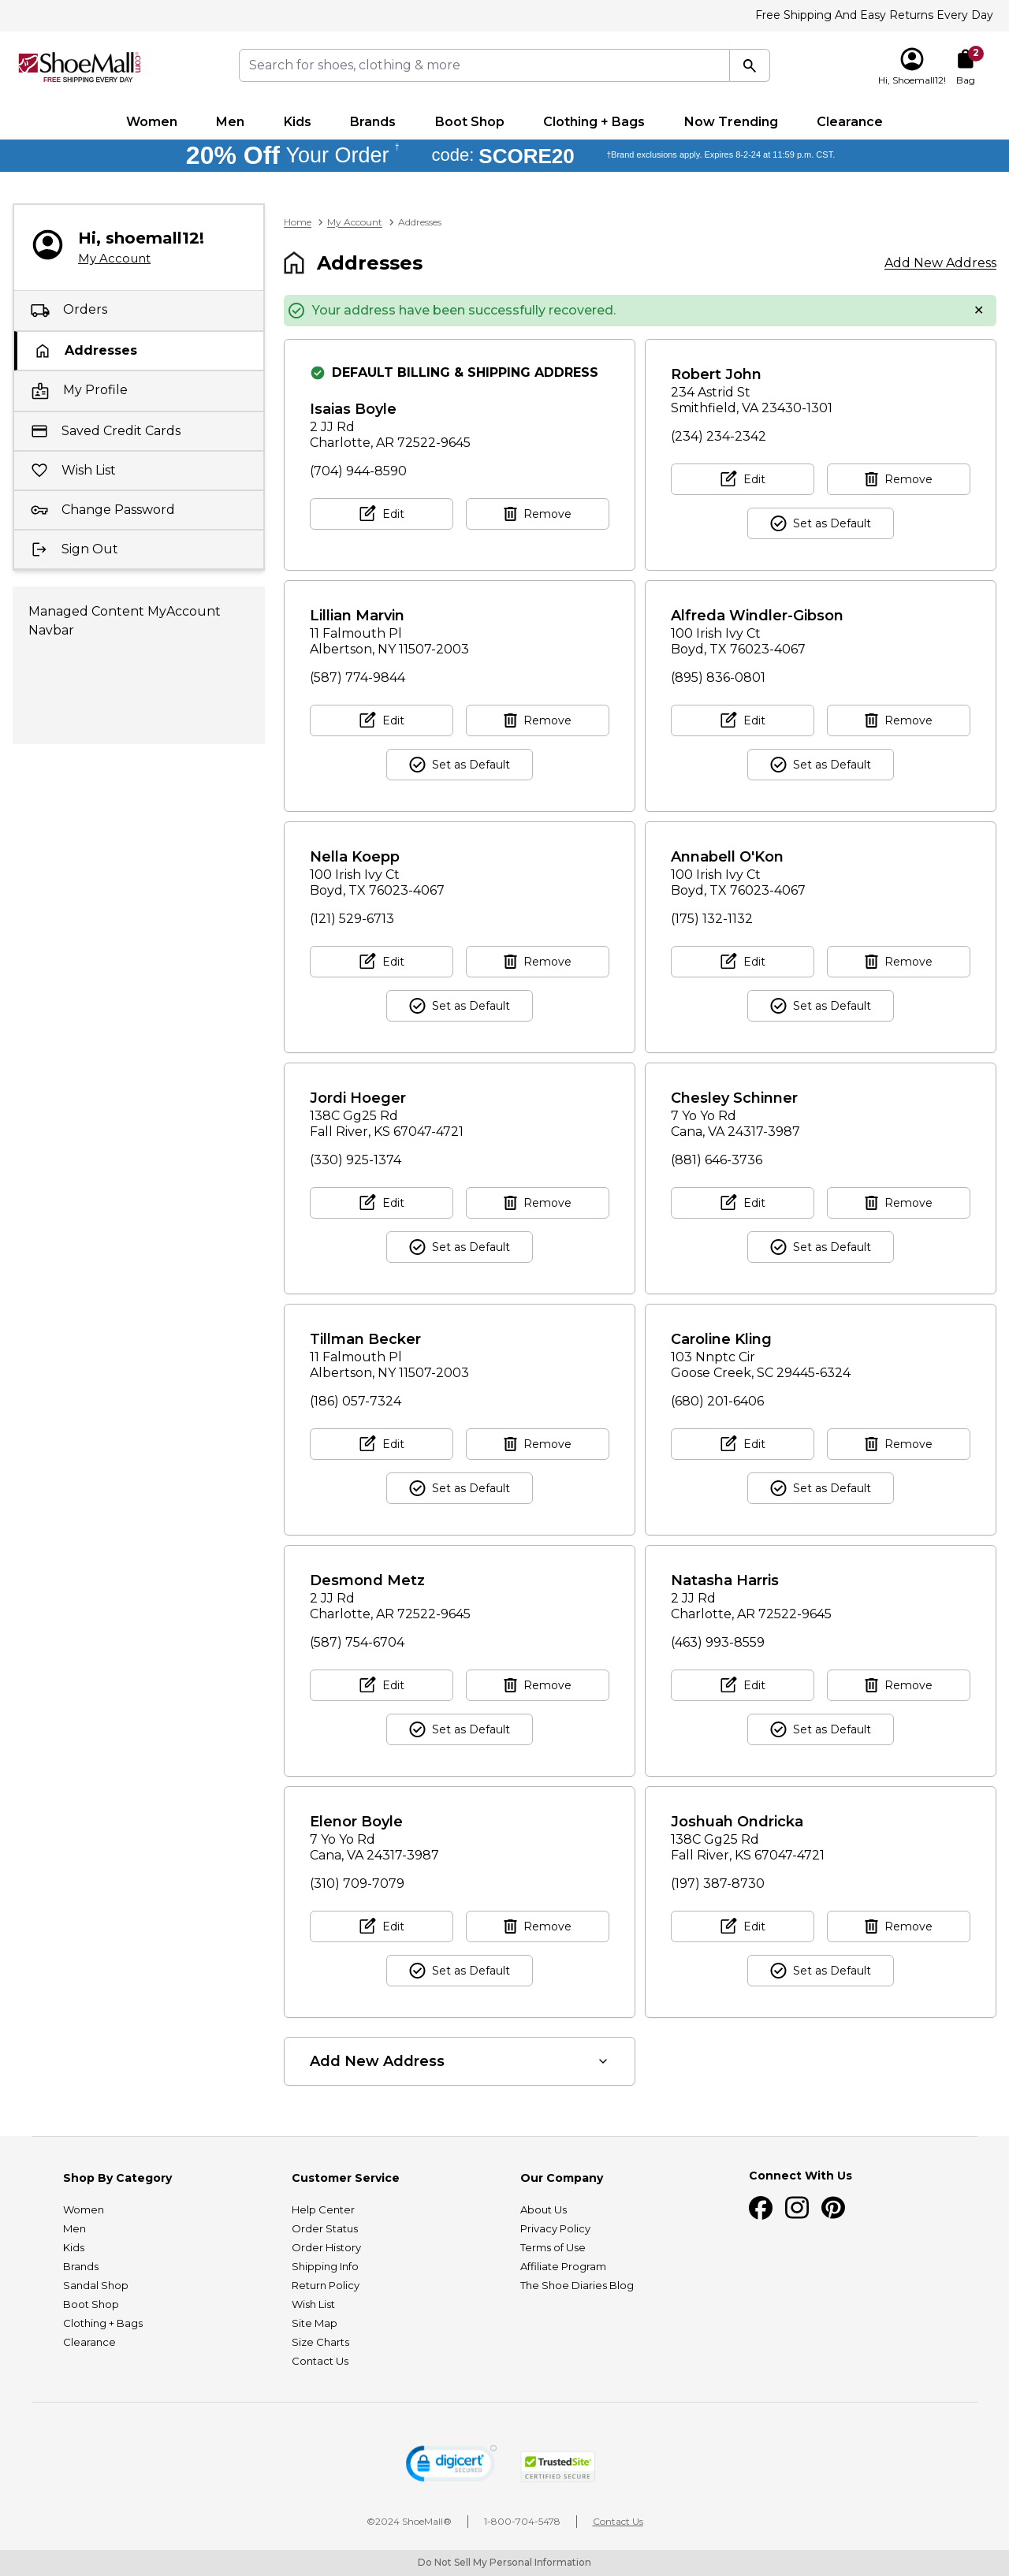 Free Shipping And Easy Returns Every Day
ShoeMall.com
FREE SHIPPING EVERY DAY
Search for shoes, clothing & more
2
Hi, Shoemall12!
Bag
Women Men Kids Brands Boot Shop Clothing + Bags Now Trending Clearance
20% Off Your Order † code: SCORE20 †Brand exclusions apply. Expires 8-2-24 at 11:59 p.m. CST.
Hi, shoemall12!
My Account
Orders
Addresses
My Profile
Saved Credit Cards
Wish List
Change Password
Sign Out
Managed Content MyAccount
Navbar
Home > My Account > Addresses
Addresses
Add New Address
Your address have been successfully recovered. ✕
DEFAULT BILLING & SHIPPING ADDRESS
Isaias Boyle
2 JJ Rd
Charlotte, AR 72522-9645
(704) 944-8590
Edit Remove
Robert John
234 Astrid St
Smithfield, VA 23430-1301
(234) 234-2342
Edit Remove
Set as Default
Lillian Marvin
11 Falmouth Pl
Albertson, NY 11507-2003
(587) 774-9844
Edit Remove
Set as Default
Alfreda Windler-Gibson
100 Irish Ivy Ct
Boyd, TX 76023-4067
(895) 836-0801
Edit Remove
Set as Default
Nella Koepp
100 Irish Ivy Ct
Boyd, TX 76023-4067
(121) 529-6713
Edit Remove
Set as Default
Annabell O'Kon
100 Irish Ivy Ct
Boyd, TX 76023-4067
(175) 132-1132
Edit Remove
Set as Default
Jordi Hoeger
138C Gg25 Rd
Fall River, KS 67047-4721
(330) 925-1374
Edit Remove
Set as Default
Chesley Schinner
7 Yo Yo Rd
Cana, VA 24317-3987
(881) 646-3736
Edit Remove
Set as Default
Tillman Becker
11 Falmouth Pl
Albertson, NY 11507-2003
(186) 057-7324
Edit Remove
Set as Default
Caroline Kling
103 Nnptc Cir
Goose Creek, SC 29445-6324
(680) 201-6406
Edit Remove
Set as Default
Desmond Metz
2 JJ Rd
Charlotte, AR 72522-9645
(587) 754-6704
Edit Remove
Set as Default
Natasha Harris
2 JJ Rd
Charlotte, AR 72522-9645
(463) 993-8559
Edit Remove
Set as Default
Elenor Boyle
7 Yo Yo Rd
Cana, VA 24317-3987
(310) 709-7079
Edit Remove
Set as Default
Joshuah Ondricka
138C Gg25 Rd
Fall River, KS 67047-4721
(197) 387-8730
Edit Remove
Set as Default
Add New Address
Shop By Category
Women
Men
Kids
Brands
Sandal Shop
Boot Shop
Clothing + Bags
Clearance
Customer Service
Help Center
Order Status
Order History
Shipping Info
Return Policy
Wish List
Site Map
Size Charts
Contact Us
Our Company
About Us
Privacy Policy
Terms of Use
Affiliate Program
The Shoe Diaries Blog
Connect With Us
digicert
SECURED
TrustedSite
CERTIFIED SECURE
©2024 ShoeMall® | 1-800-704-5478 | Contact Us
Do Not Sell My Personal Information